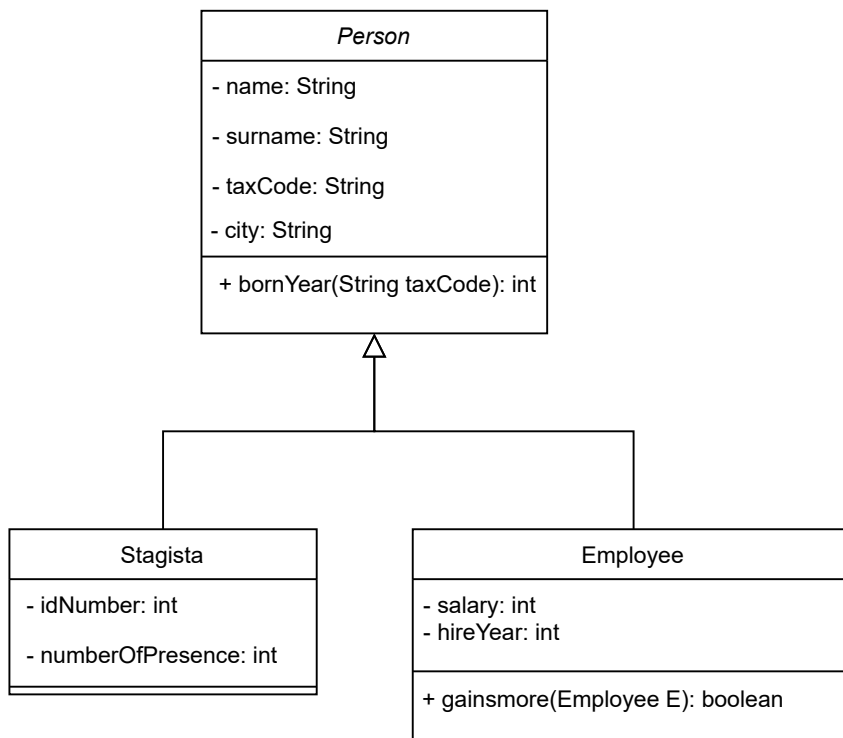 Person
- name: String
- surname: String
- taxCode: String
- city: String
+ bornYear(String taxCode): int
Stagista
- idNumber: int
- numberOfPresence: int
Employee
- salary: int
- hireYear: int
+ gainsmore(Employee E): boolean